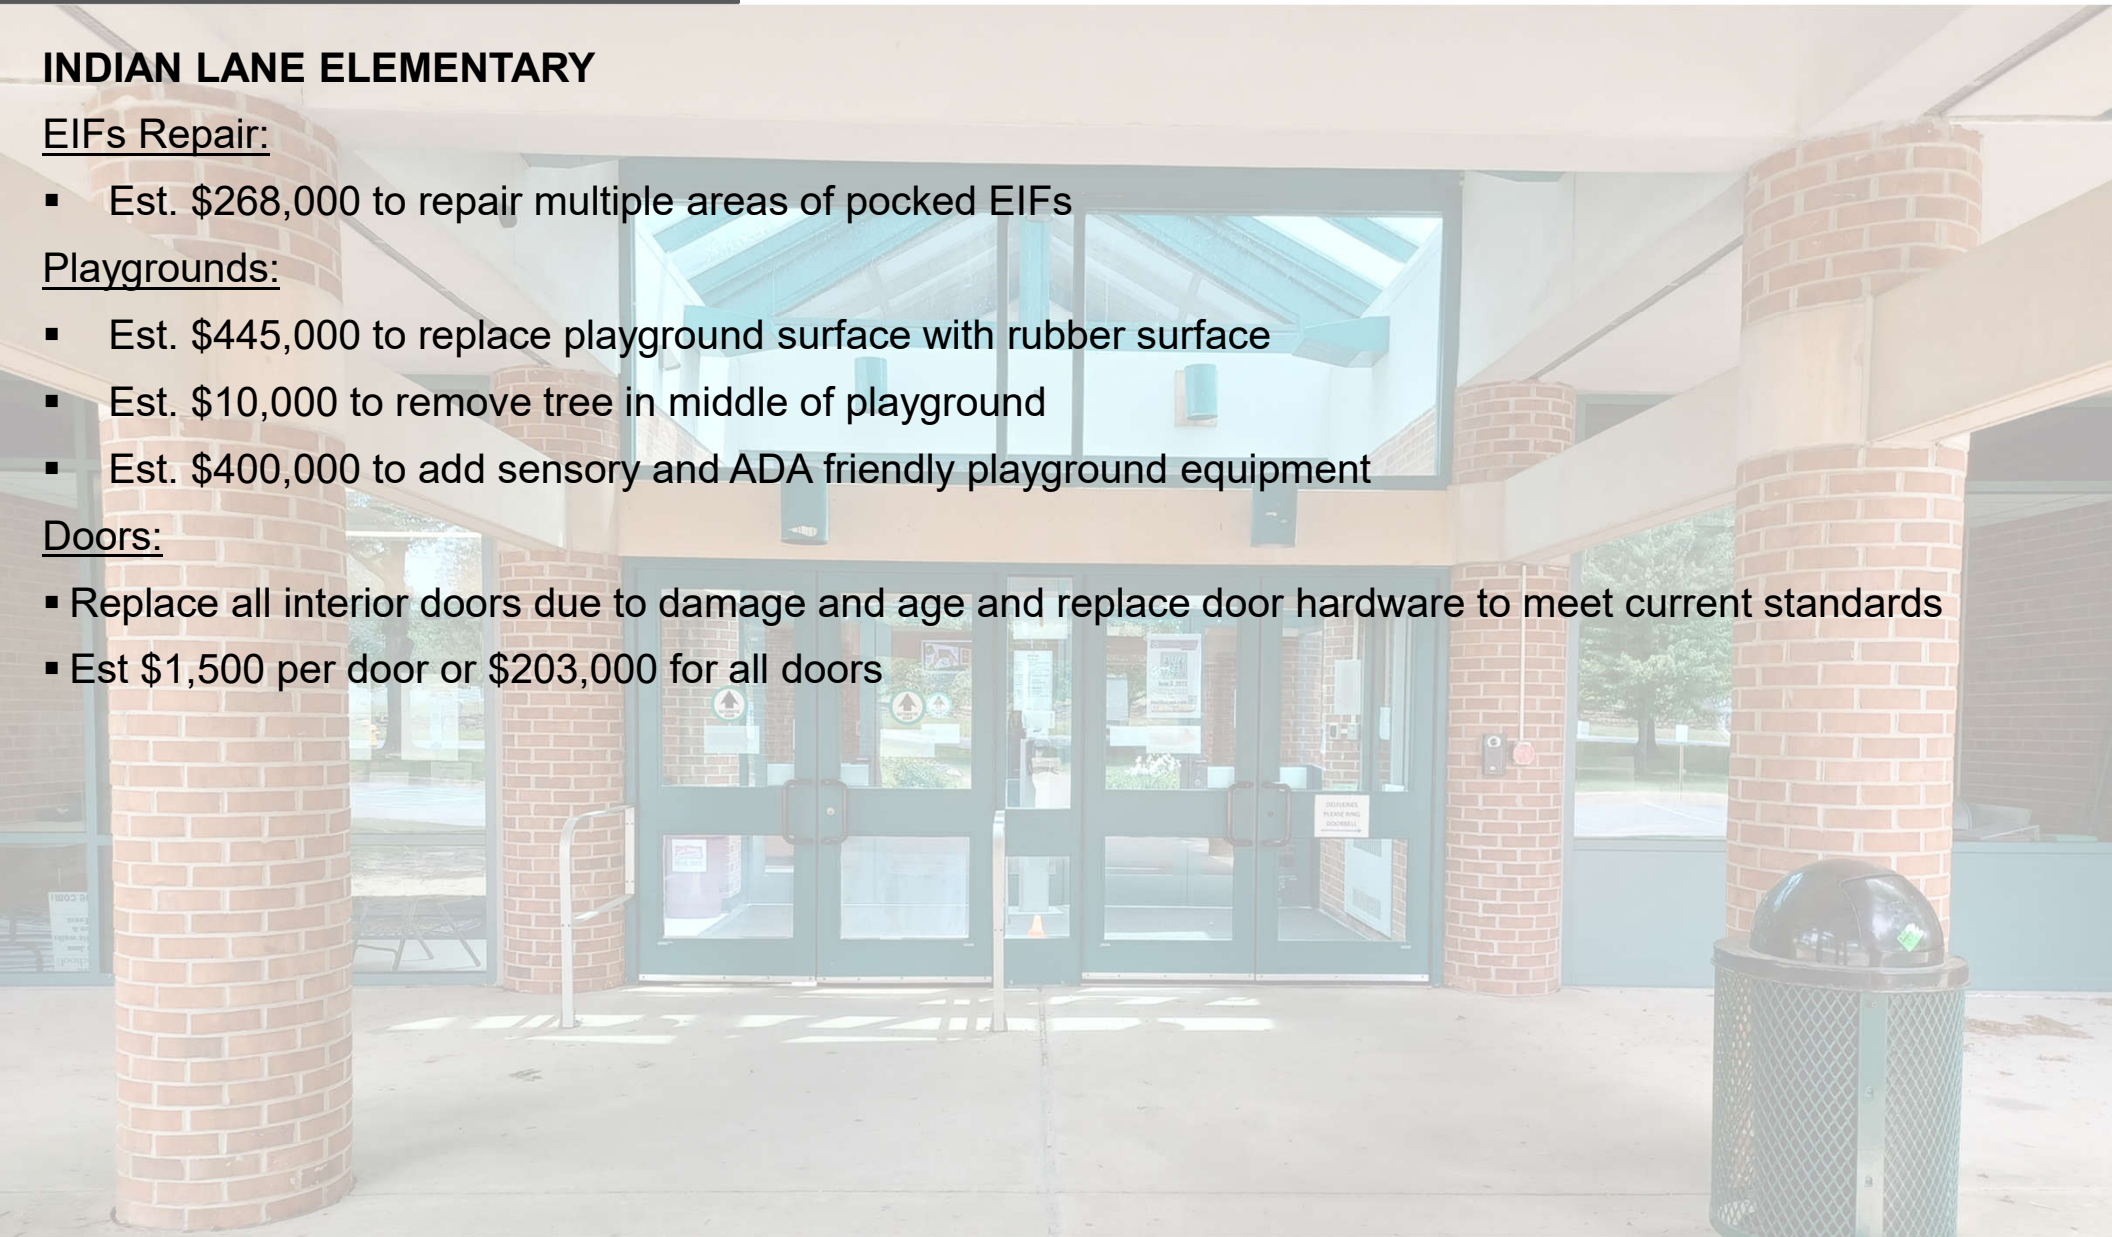 INDIAN LANE ELEMENTARY
EIFs Repair:
▪ Est. $268,000 to repair multiple areas of pocked EIFs
Playgrounds:
▪ Est. $445,000 to replace playground surface with rubber surface
▪ Est. $10,000 to remove tree in middle of playground
▪ Est. $400,000 to add sensory and ADA friendly playground equipment
Doors:
▪ Replace all interior doors due to damage and age and replace door hardware to meet current standards
▪ Est $1,500 per door or $203,000 for all doors
DELIVERIES
PLEASE RING
DOORBELL